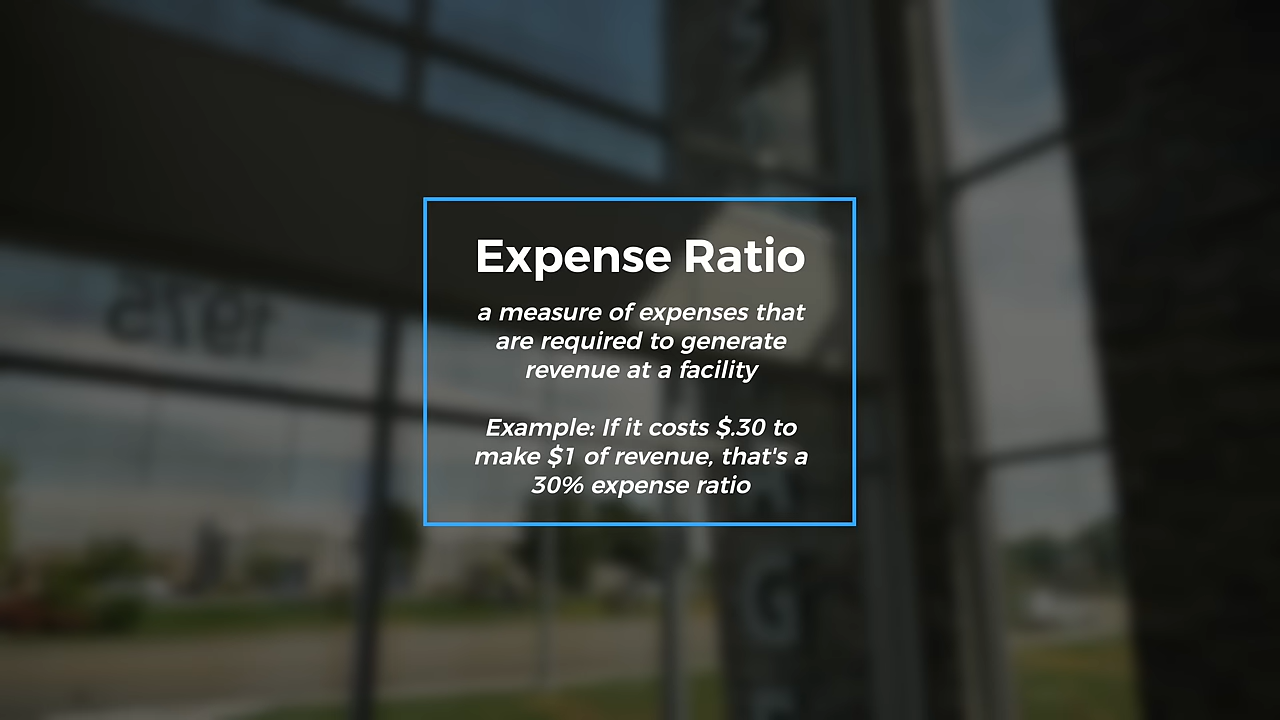 Expense Ratio
a measure of expenses that
are required to generate
revenue at a facility
Example: If it costs $.30 to
make $1 of revenue, that's a
30% expense ratio
1975